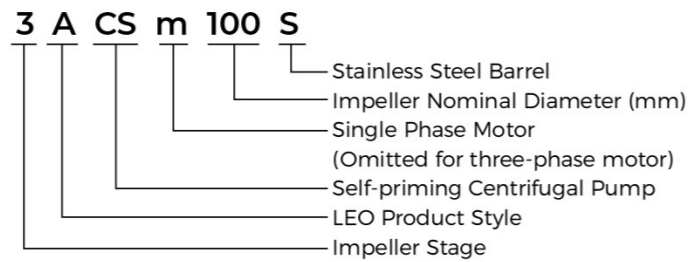 3 A CS m 100 S
Stainless Steel Barrel
Impeller Nominal Diameter (mm)
Single Phase Motor
(Omitted for three-phase motor)
Self-priming Centrifugal Pump
LEO Product Style
Impeller Stage